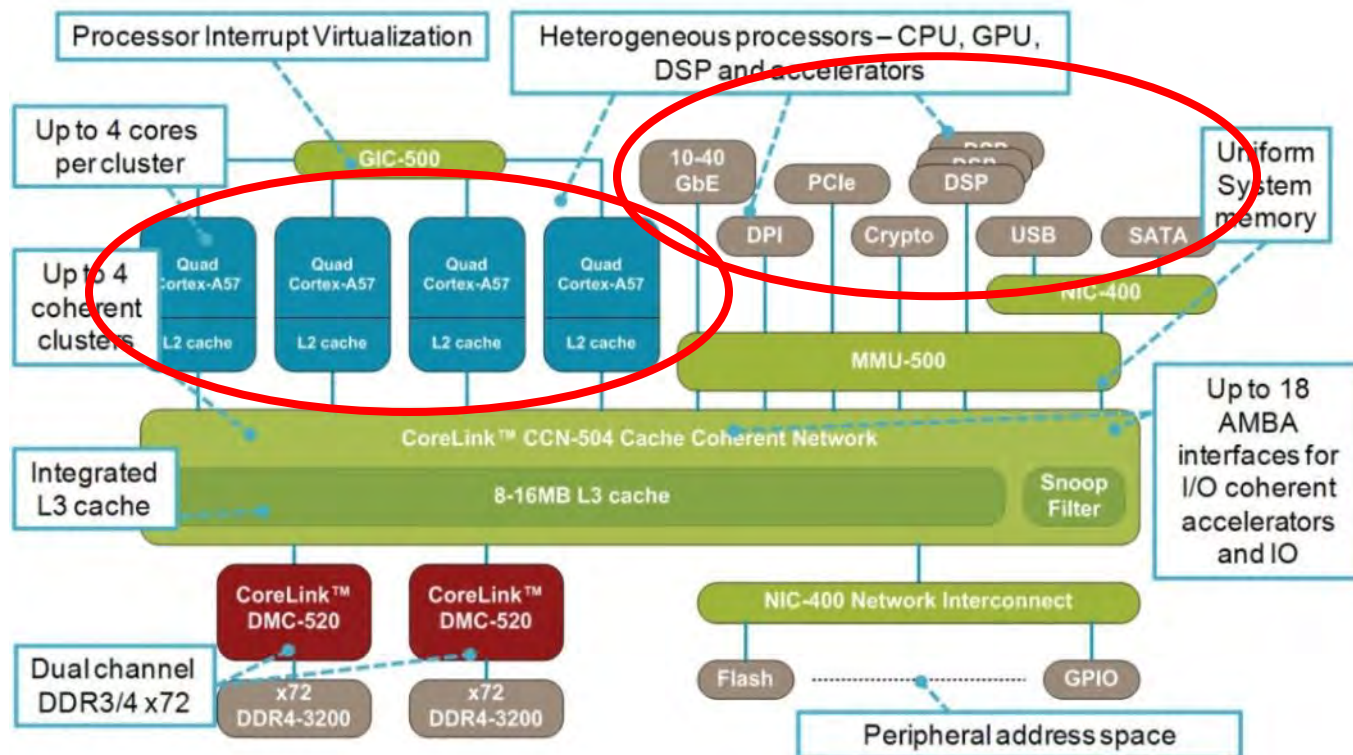 Processor Interrupt Virtualization
Heterogeneous processors – CPU, GPU,
DSP and accelerators
Up to 4 cores
per cluster
GIC-500
10-40
GbE
PCIe
DSP
DSP
DSP
Uniform
System
memory
DPI
Crypto
USB
SATA
Up to 4
coherent
clusters
Quad
Cortex-A57
L2 cache
Quad
Cortex-A57
L2 cache
Quad
Cortex-A57
L2 cache
Quad
Cortex-A57
L2 cache
NIC-400
MMU-500
Up to 18
AMBA
interfaces for
I/O coherent
accelerators
and IO
CoreLink™ CCN-504 Cache Coherent Network
Integrated
L3 cache
8-16MB L3 cache
Snoop
Filter
CoreLink™
DMC-520
CoreLink™
DMC-520
NIC-400 Network Interconnect
Dual channel
DDR3/4 x72
x72
DDR4-3200
x72
DDR4-3200
Flash
GPIO
Peripheral address space